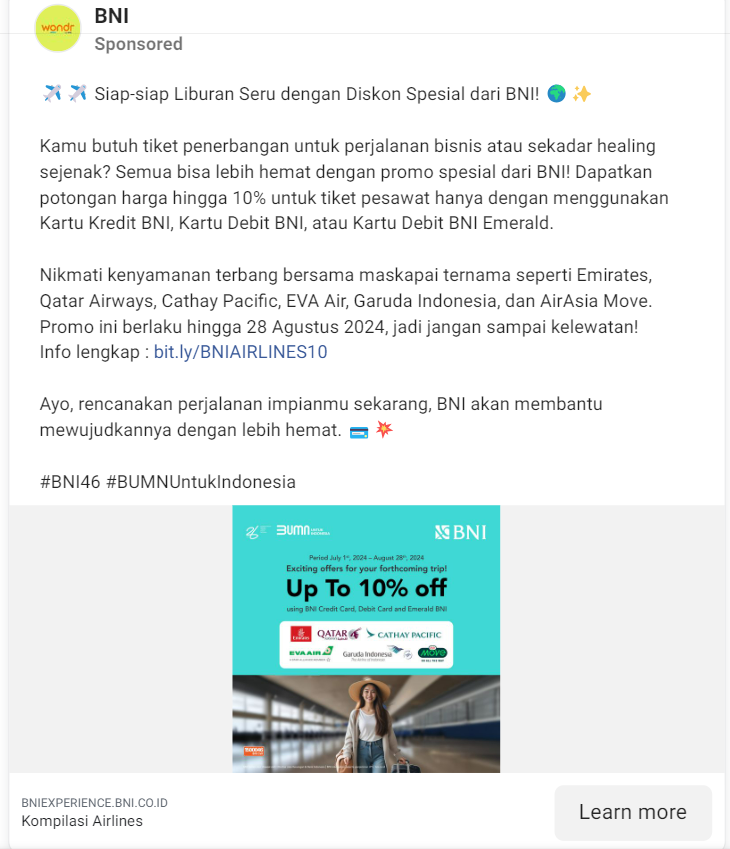 wondr
BNI
Sponsored
✈️ ✈️ Siap-siap Liburan Seru dengan Diskon Spesial dari BNI! 🌍 ✨
Kamu butuh tiket penerbangan untuk perjalanan bisnis atau sekadar healing
sejenak? Semua bisa lebih hemat dengan promo spesial dari BNI! Dapatkan
potongan harga hingga 10% untuk tiket pesawat hanya dengan menggunakan
Kartu Kredit BNI, Kartu Debit BNI, atau Kartu Debit BNI Emerald.
Nikmati kenyamanan terbang bersama maskapai ternama seperti Emirates,
Qatar Airways, Cathay Pacific, EVA Air, Garuda Indonesia, dan AirAsia Move.
Promo ini berlaku hingga 28 Agustus 2024, jadi jangan sampai kelewatan!
Info lengkap : bit.ly/BNIAIRLINES10
Ayo, rencanakan perjalanan impianmu sekarang, BNI akan membantu
mewujudkannya dengan lebih hemat. 💳 💥
#BNI46 #BUMNUntukIndonesia
BUMN UNTUK INDONESIA
BNI
Period July 1st, 2024 – August 28th, 2024
Exciting offers for your forthcoming trip!
Up To 10% off
using BNI Credit Card, Debit Card and Emerald BNI
Emirates QATAR CATHAY PACIFIC
EVA AIR Garuda Indonesia MOVE
BNIEXPERIENCE.BNI.CO.ID
Kompilasi Airlines
Learn more